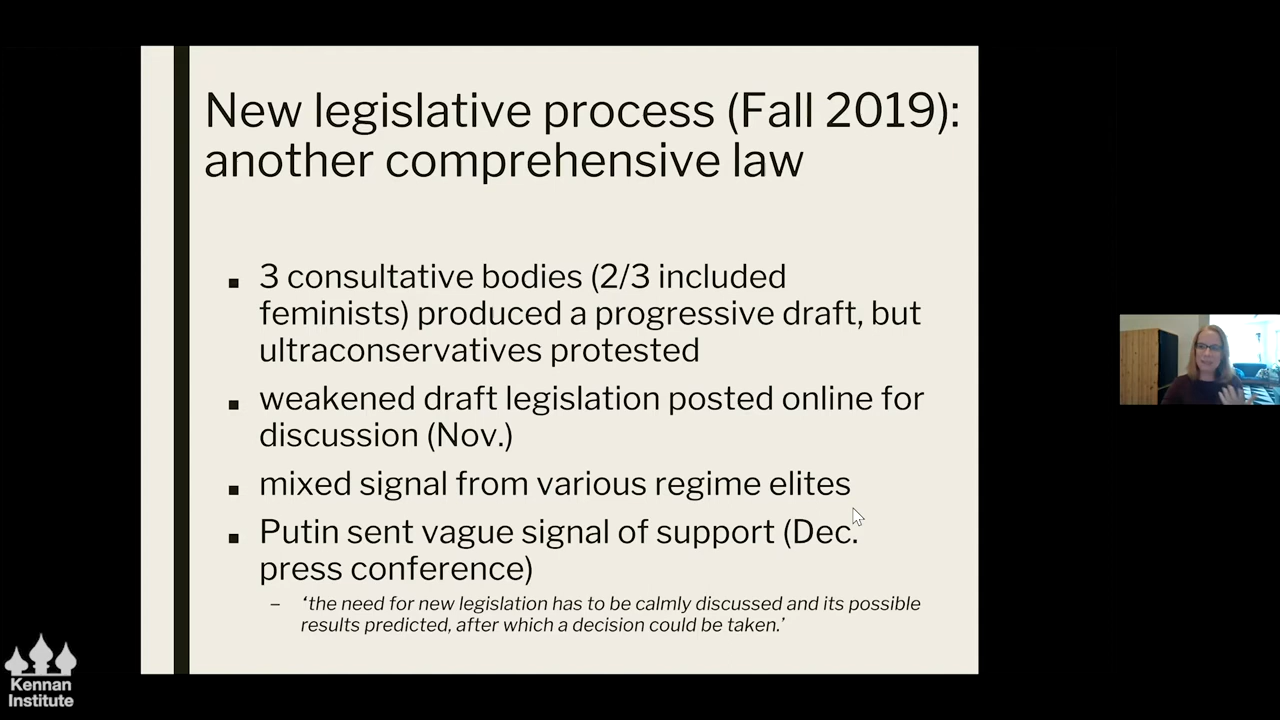 New legislative process (Fall 2019):
another comprehensive law
▪ 3 consultative bodies (2/3 included
feminists) produced a progressive draft, but
ultraconservatives protested
▪ weakened draft legislation posted online for
discussion (Nov.)
▪ mixed signal from various regime elites
▪ Putin sent vague signal of support (Dec.
press conference)
– ‘the need for new legislation has to be calmly discussed and its possible
results predicted, after which a decision could be taken.’
Kennan
Institute